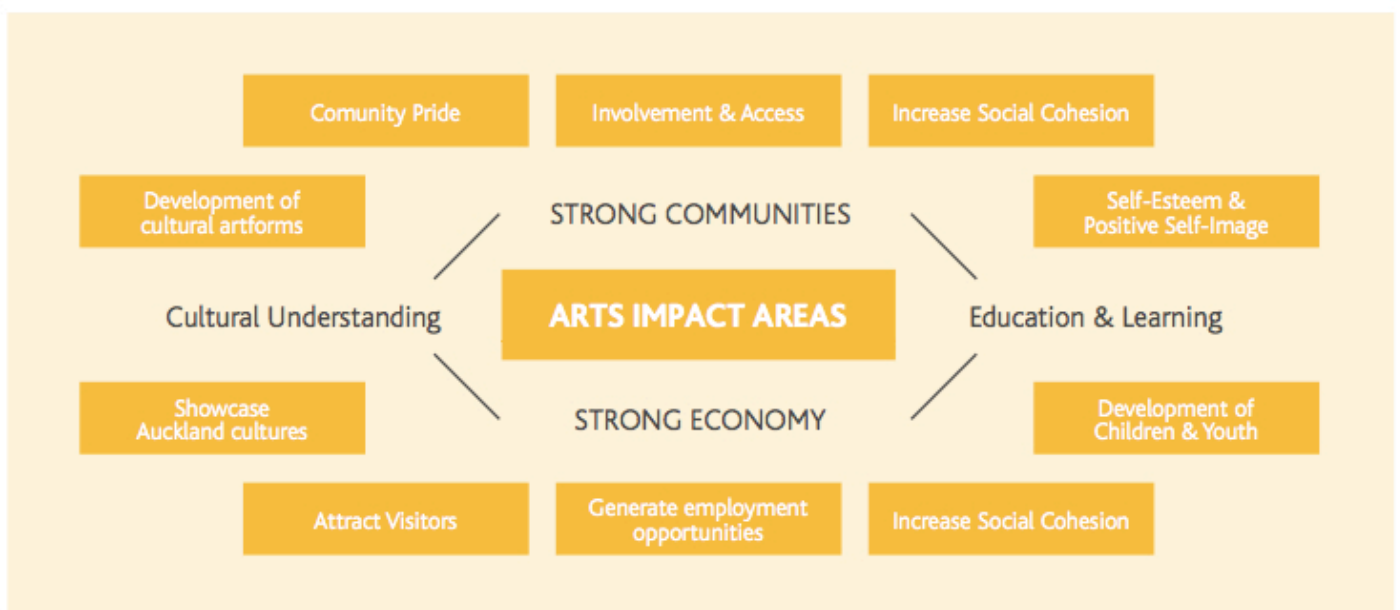 Comunity Pride
Involvement & Access
Increase Social Cohesion
Development of
cultural artforms
STRONG COMMUNITIES
Self-Esteem &
Positive Self-Image
Cultural Understanding
ARTS IMPACT AREAS
Education & Learning
Showcase
Auckland cultures
STRONG ECONOMY
Development of
Children & Youth
Attract Visitors
Generate employment
opportunities
Increase Social Cohesion